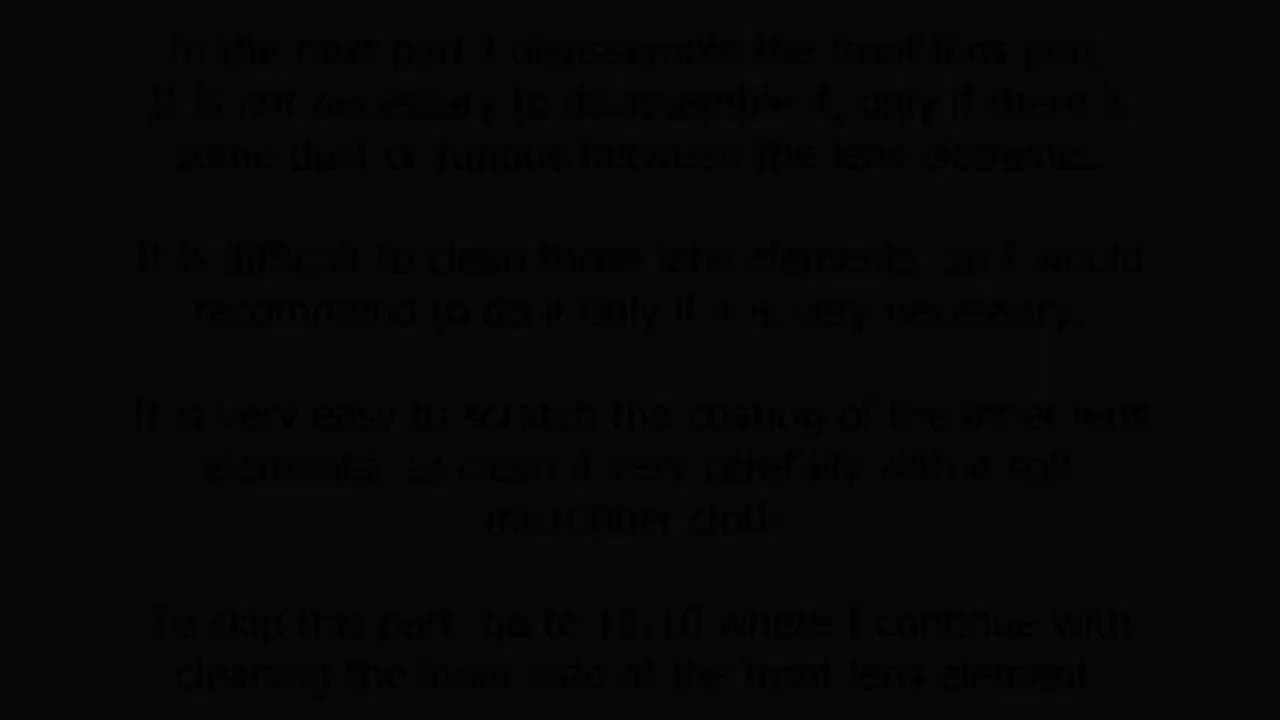 In the next part I disassemble the front lens part.
It is not necessary to disassemble it, only if there is
some dust or fungus between the lens elements.
It is difficult to clean those lens elements, so I would
recommend to do it only if it is very necessary.
It is very easy to scratch the coating of the inner lens
elements, so clean it very carefully with a soft
microfiber cloth.
To skip this part, go to 11:10 where I continue with
cleaning the inner side of the front lens element.